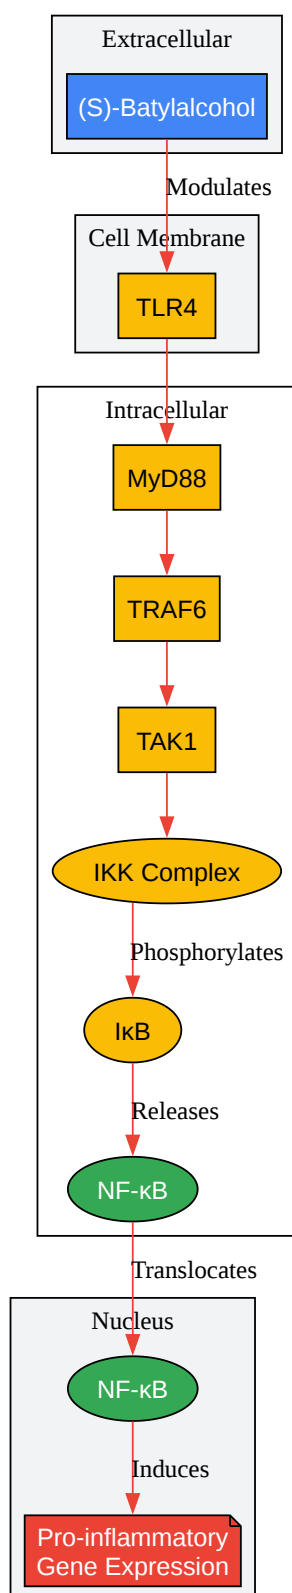 Extracellular
(S)-Batylalcohol
Modulates
Cell Membrane
TLR4
Intracellular
MyD88
TRAF6
TAK1
IKK Complex
Phosphorylates
IκB
Releases
NF-κB
Translocates
Nucleus
NF-κB
Induces
Pro-inflammatory
Gene Expression